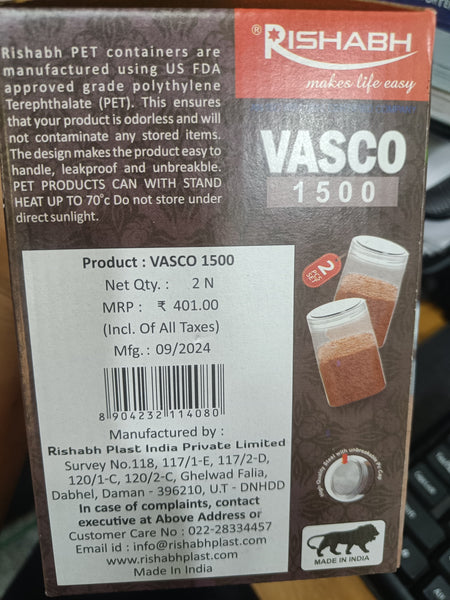 Rishabh PET containers are
manufactured using US FDA
approved grade polythylene
Terephthalate (PET). This ensures
that your product is odorless and will
not contaminate any stored items.
The design makes the product easy to
handle, leakproof and unbreakble.
PET PRODUCTS CAN WITH STAND
HEAT UP TO 70°c Do not store under
direct sunlight.
® RISHABH
makes life easy
VASCO
1500
2
Product : VASCO 1500
Net Qty. : 2 N
MRP : ₹ 401.00
(Incl. Of All Taxes)
Mfg. : 09/2024
8 904232 114080
Manufactured by :
Rishabh Plast India Private Limited
Survey No.118, 117/1-E, 117/2-D,
120/1-C, 120/2-C, Ghelwad Falia,
Dabhel, Daman - 396210, U.T - DNHDD
In case of complaints, contact
executive at Above Address or
Customer Care No : 022-28334457
Email id : info@rishabhplast.com
www.rishabhplast.com
Made In India
High Quality Steel with unbreakable
MADE IN INDIA